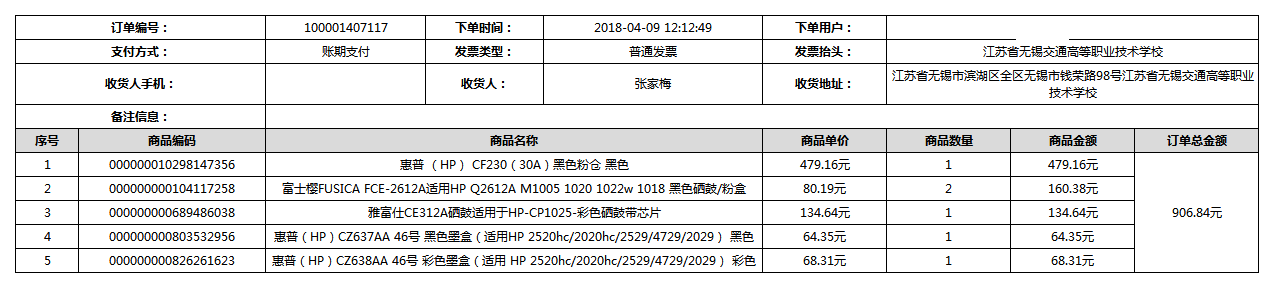 订单编号： 100001407117 下单时间： 2018-04-09 12:12:49 下单用户：
支付方式： 账期支付 发票类型： 普通发票 发票抬头： 江苏省无锡交通高等职业技术学校
收货人手机： 收货人： 张家梅 收货地址： 江苏省无锡市滨湖区全区无锡市钱荣路98号江苏省无锡交通高等职业
技术学校
备注信息：
序号 商品编码 商品名称 商品单价 商品数量 商品金额 订单总金额
1 000000010298147356 惠普（HP） CF230（30A）黑色粉仓 黑色 479.16元 1 479.16元
2 000000000104117258 富士樱FUSICA FCE-2612A适用HP Q2612A M1005 1020 1022w 1018 黑色硒鼓/粉盒 80.19元 2 160.38元
3 000000000689486038 雅富仕CE312A硒鼓适用于HP-CP1025-彩色硒鼓带芯片 134.64元 1 134.64元 906.84元
4 000000000803532956 惠普（HP）CZ637AA 46号 黑色墨盒（适用HP 2520hc/2020hc/2529/4729/2029） 黑色 64.35元 1 64.35元
5 000000000826261623 惠普（HP）CZ638AA 46号 彩色墨盒（适用 HP 2520hc/2020hc/2529/4729/2029） 彩色 68.31元 1 68.31元